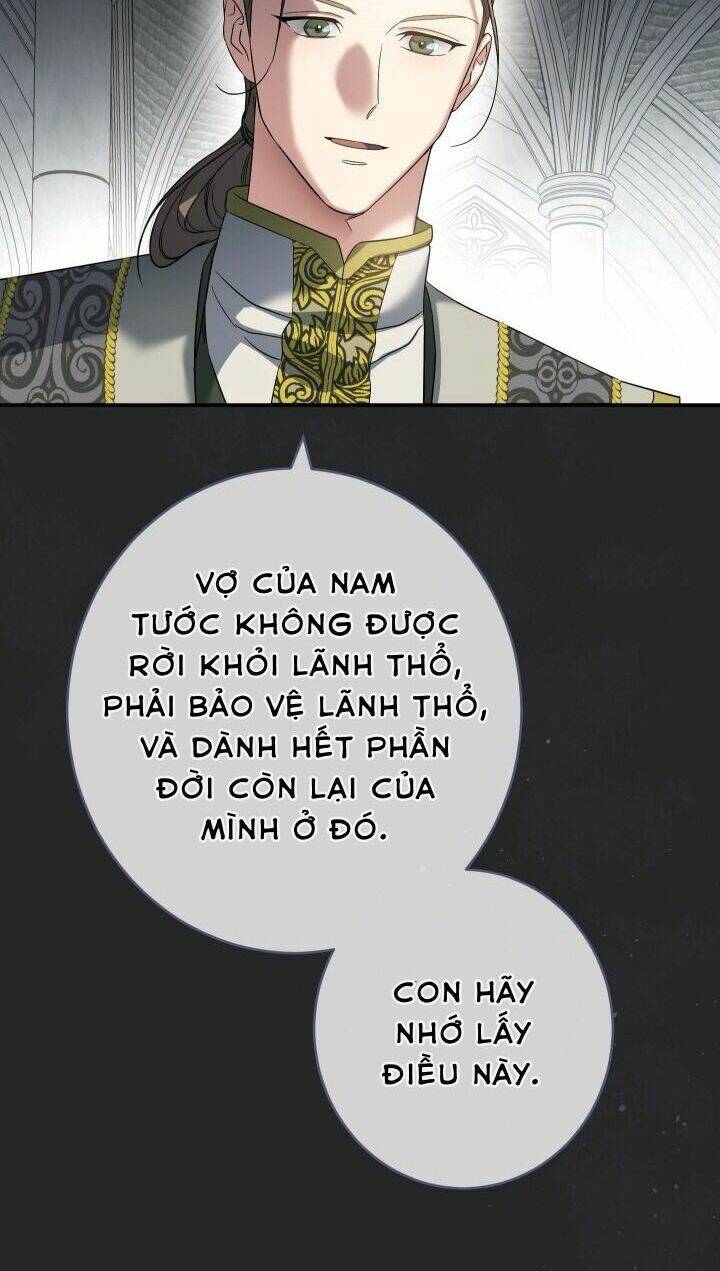 VỢ CỦA NAM
TƯỚC KHÔNG ĐƯỢC
RỜI KHỎI LÃNH THỔ,
PHẢI BẢO VỆ LÃNH THỔ,
VÀ DÀNH HẾT PHẦN
ĐỜI CÒN LẠI CỦA
MÌNH Ở ĐÓ.
CON HÃY
NHỚ LẤY
ĐIỀU NÀY.